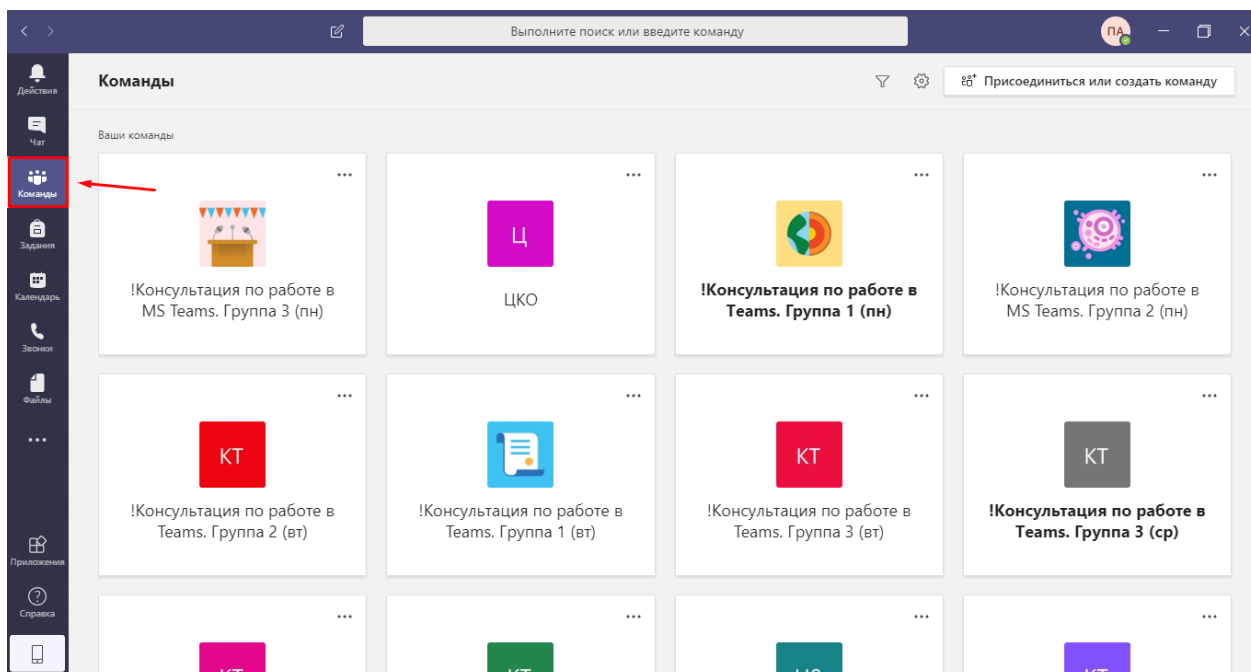 Выполните поиск или введите команду
ПА
Действия
Чат
Команды
Задания
Календарь
Звонки
Файлы
Приложения
Справка
Команды
Присоединиться или создать команду
Ваши команды
!Консультация по работе в
MS Teams. Группа 3 (пн)
Ц
ЦКО
!Консультация по работе в
Teams. Группа 1 (пн)
!Консультация по работе в
MS Teams. Группа 2 (пн)
КТ
!Консультация по работе в
Teams. Группа 2 (вт)
!Консультация по работе в
Teams. Группа 1 (вт)
КТ
!Консультация по работе в
Teams. Группа 3 (вт)
КТ
!Консультация по работе в
Teams. Группа 3 (ср)
КТ
КТ
КТ